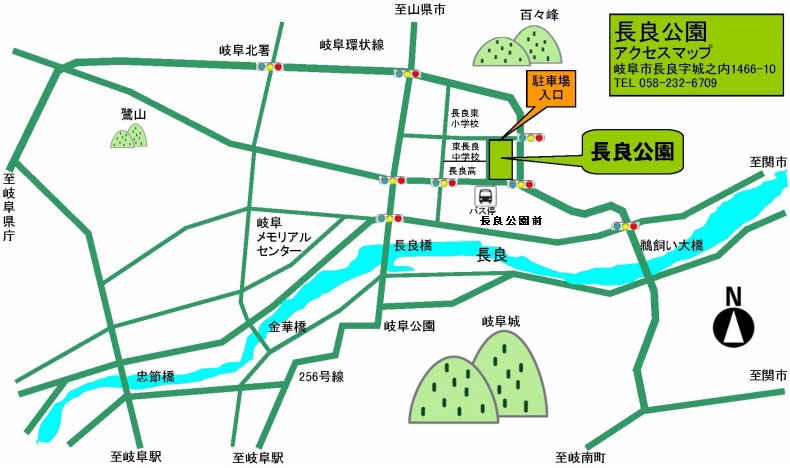 至山県市
百々峰
長良公園
アクセスマップ
岐阜市長良字城之内1466-10
TEL 058-232-6709
岐阜北署
岐阜環状線
駐車場
入口
鷺山
長良東
小学校
東長良
中学校
長良高
長良公園
至関市
至岐阜県庁
バス停
長良公園前
岐阜
メモリアル
センター
長良橋
長良
鵜飼い大橋
N
金華橋
岐阜公園
岐阜城
忠節橋
256号線
至関市
至岐阜駅
至岐阜駅
至岐南町